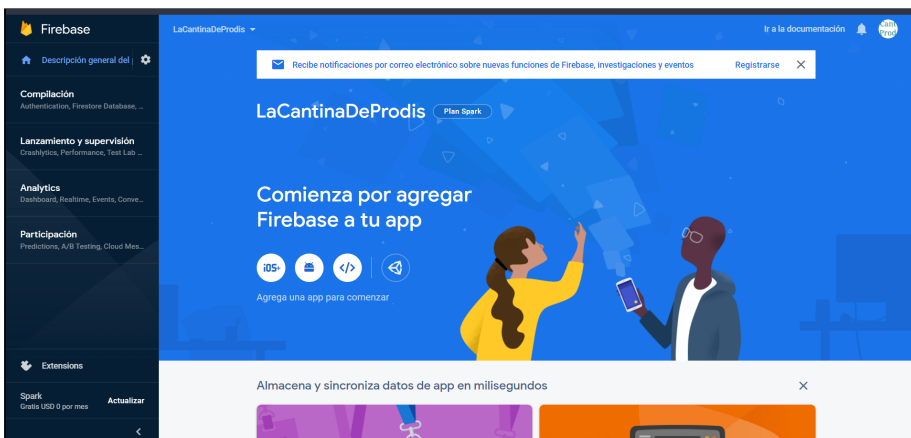 Firebase
LaCantinaDeProdis
Ir a la documentación
Descripción general del
Recibe notificaciones por correo electrónico sobre nuevas funciones de Firebase, investigaciones y eventos
Registrarse
Compilación
Authentication, Firestore Database, ...
LaCantinaDeProdis
Plan Spark
Lanzamiento y supervisión
Crashlytics, Performance, Test Lab ...
Analytics
Dashboard, Realtime, Events, Conve...
Comienza por agregar
Firebase a tu app
Participación
Predictions, A/B Testing, Cloud Mes...
iOS+
</>
Agrega una app para comenzar
Extensions
Spark
Gratis USD 0 por mes
Actualizar
Almacena y sincroniza datos de app en milisegundos